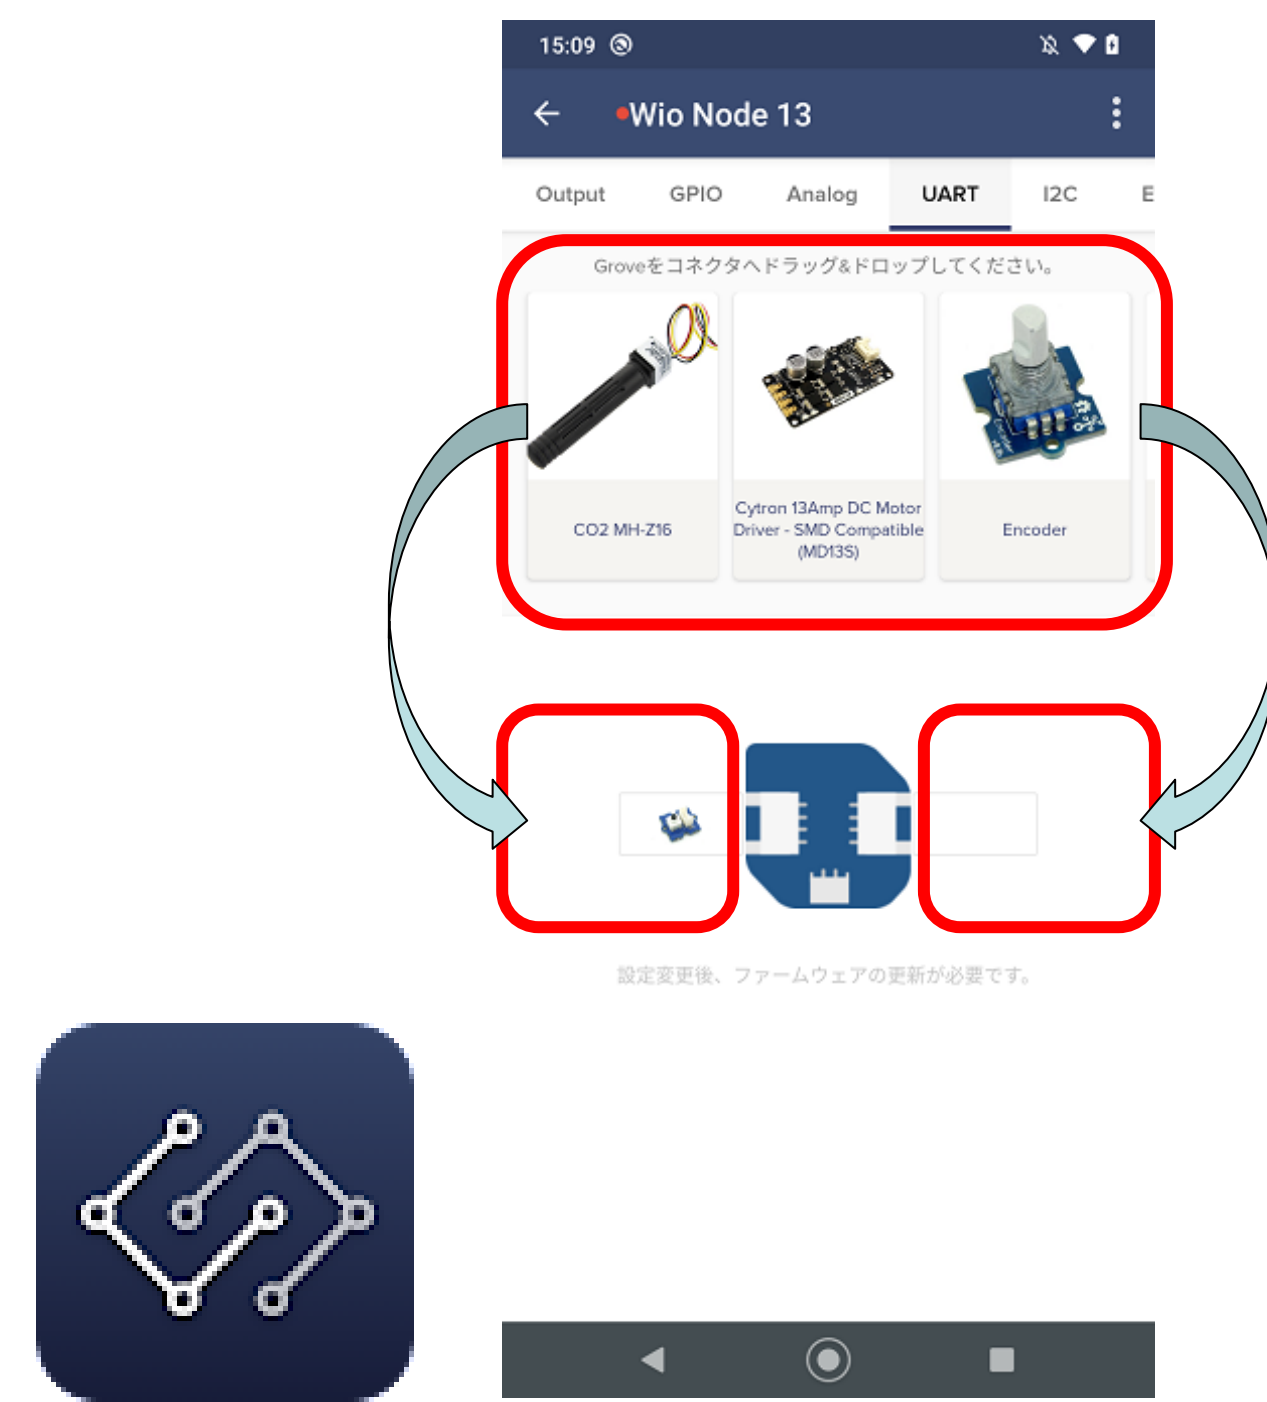 15:09
Wio Node 13
Output GPIO Analog UART I2C E
Groveをコネクタへドラッグ&ドロップしてください。
CO2 MH-Z16
Cytron 13Amp DC Motor
Driver - SMD Compatible
(MD13S)
Encoder
設定変更後、ファームウェアの更新が必要です。